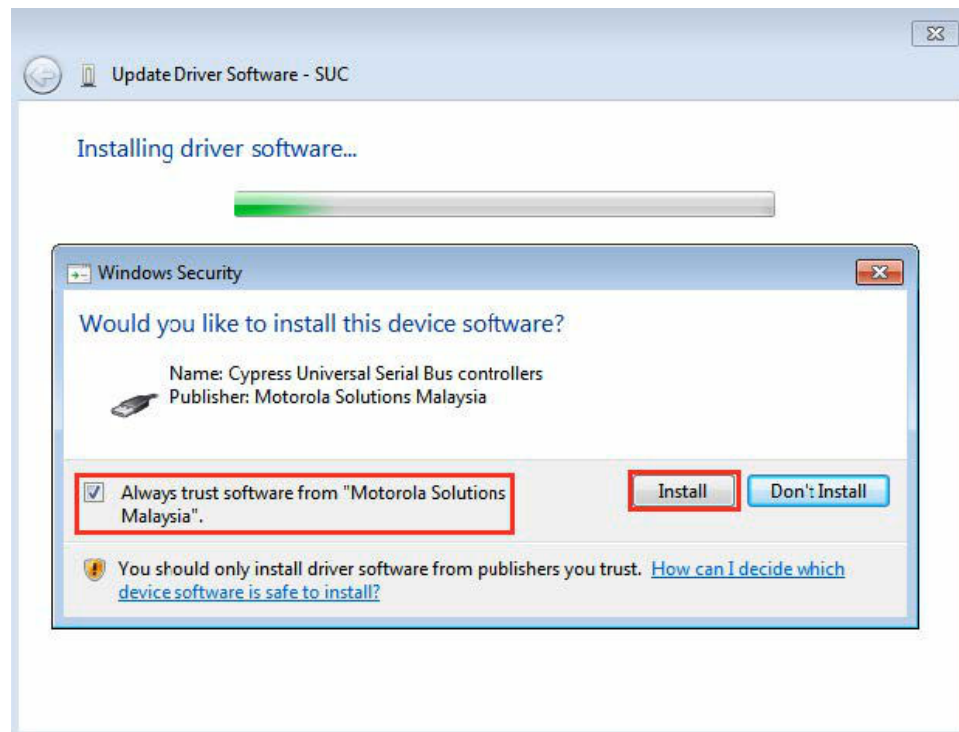 Update Driver Software - SUC
Installing driver software...
Windows Security
Would you like to install this device software?
Name: Cypress Universal Serial Bus controllers
Publisher: Motorola Solutions Malaysia
Always trust software from "Motorola Solutions
Malaysia".
Install
Don't Install
You should only install driver software from publishers you trust. How can I decide which
device software is safe to install?